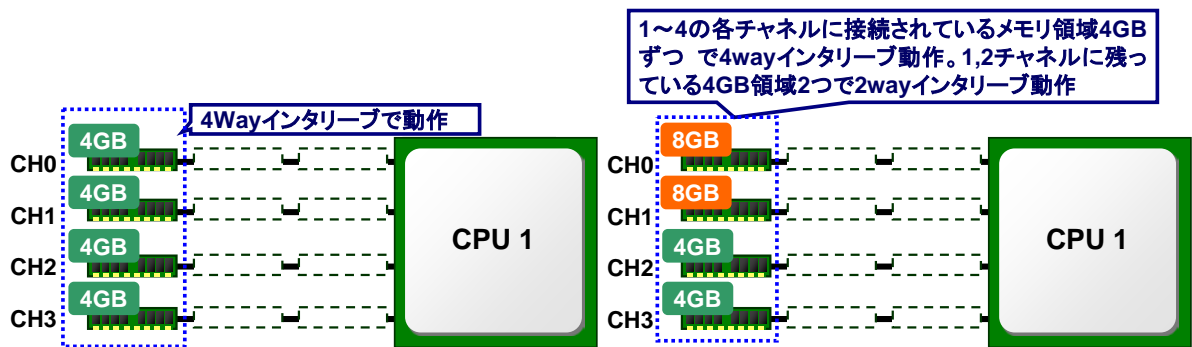 1～4の各チャネルに接続されているメモリ領域4GB
ずつ で4wayインタリーブ動作。1,2チャネルに残っ
ている4GB領域2つで2wayインタリーブ動作
4Wayインタリーブで動作
4GB
CH0
4GB
CH1
4GB
CH2
4GB
CH3
CPU 1
8GB
CH0
8GB
CH1
4GB
CH2
4GB
CH3
CPU 1